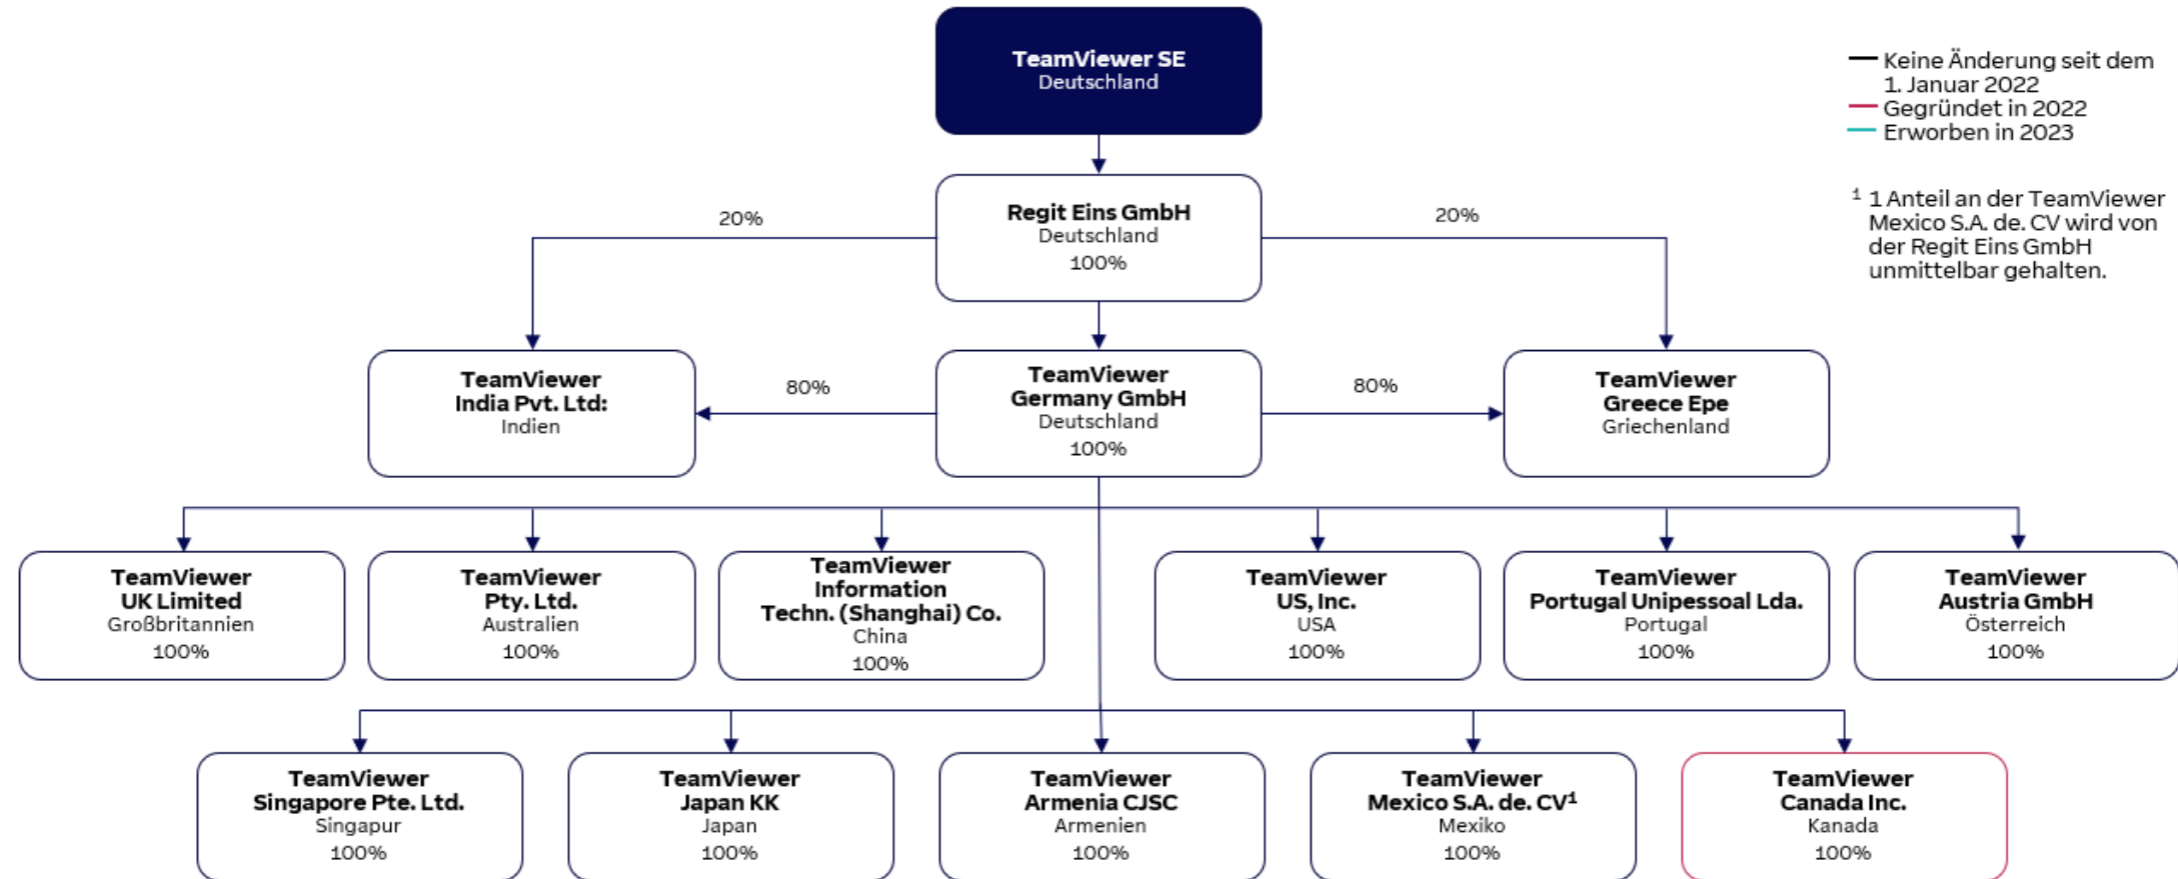 TeamViewer SE
Deutschland
Keine Änderung seit dem
1. Januar 2022
Gegründet in 2022
Erworben in 2023
¹ 1 Anteil an der TeamViewer
Mexico S.A. de. CV wird von
der Regit Eins GmbH
unmittelbar gehalten.
20%
Regit Eins GmbH
Deutschland
100%
20%
TeamViewer
India Pvt. Ltd:
Indien
80%
TeamViewer
Germany GmbH
Deutschland
100%
80%
TeamViewer
Greece Epe
Griechenland
TeamViewer
UK Limited
Großbritannien
100%
TeamViewer
Pty. Ltd.
Australien
100%
TeamViewer
Information
Techn. (Shanghai) Co.
China
100%
TeamViewer
US, Inc.
USA
100%
TeamViewer
Portugal Unipessoal Lda.
Portugal
100%
TeamViewer
Austria GmbH
Österreich
100%
TeamViewer
Singapore Pte. Ltd.
Singapur
100%
TeamViewer
Japan KK
Japan
100%
TeamViewer
Armenia CJSC
Armenien
100%
TeamViewer
Mexico S.A. de. CV¹
Mexiko
100%
TeamViewer
Canada Inc.
Kanada
100%